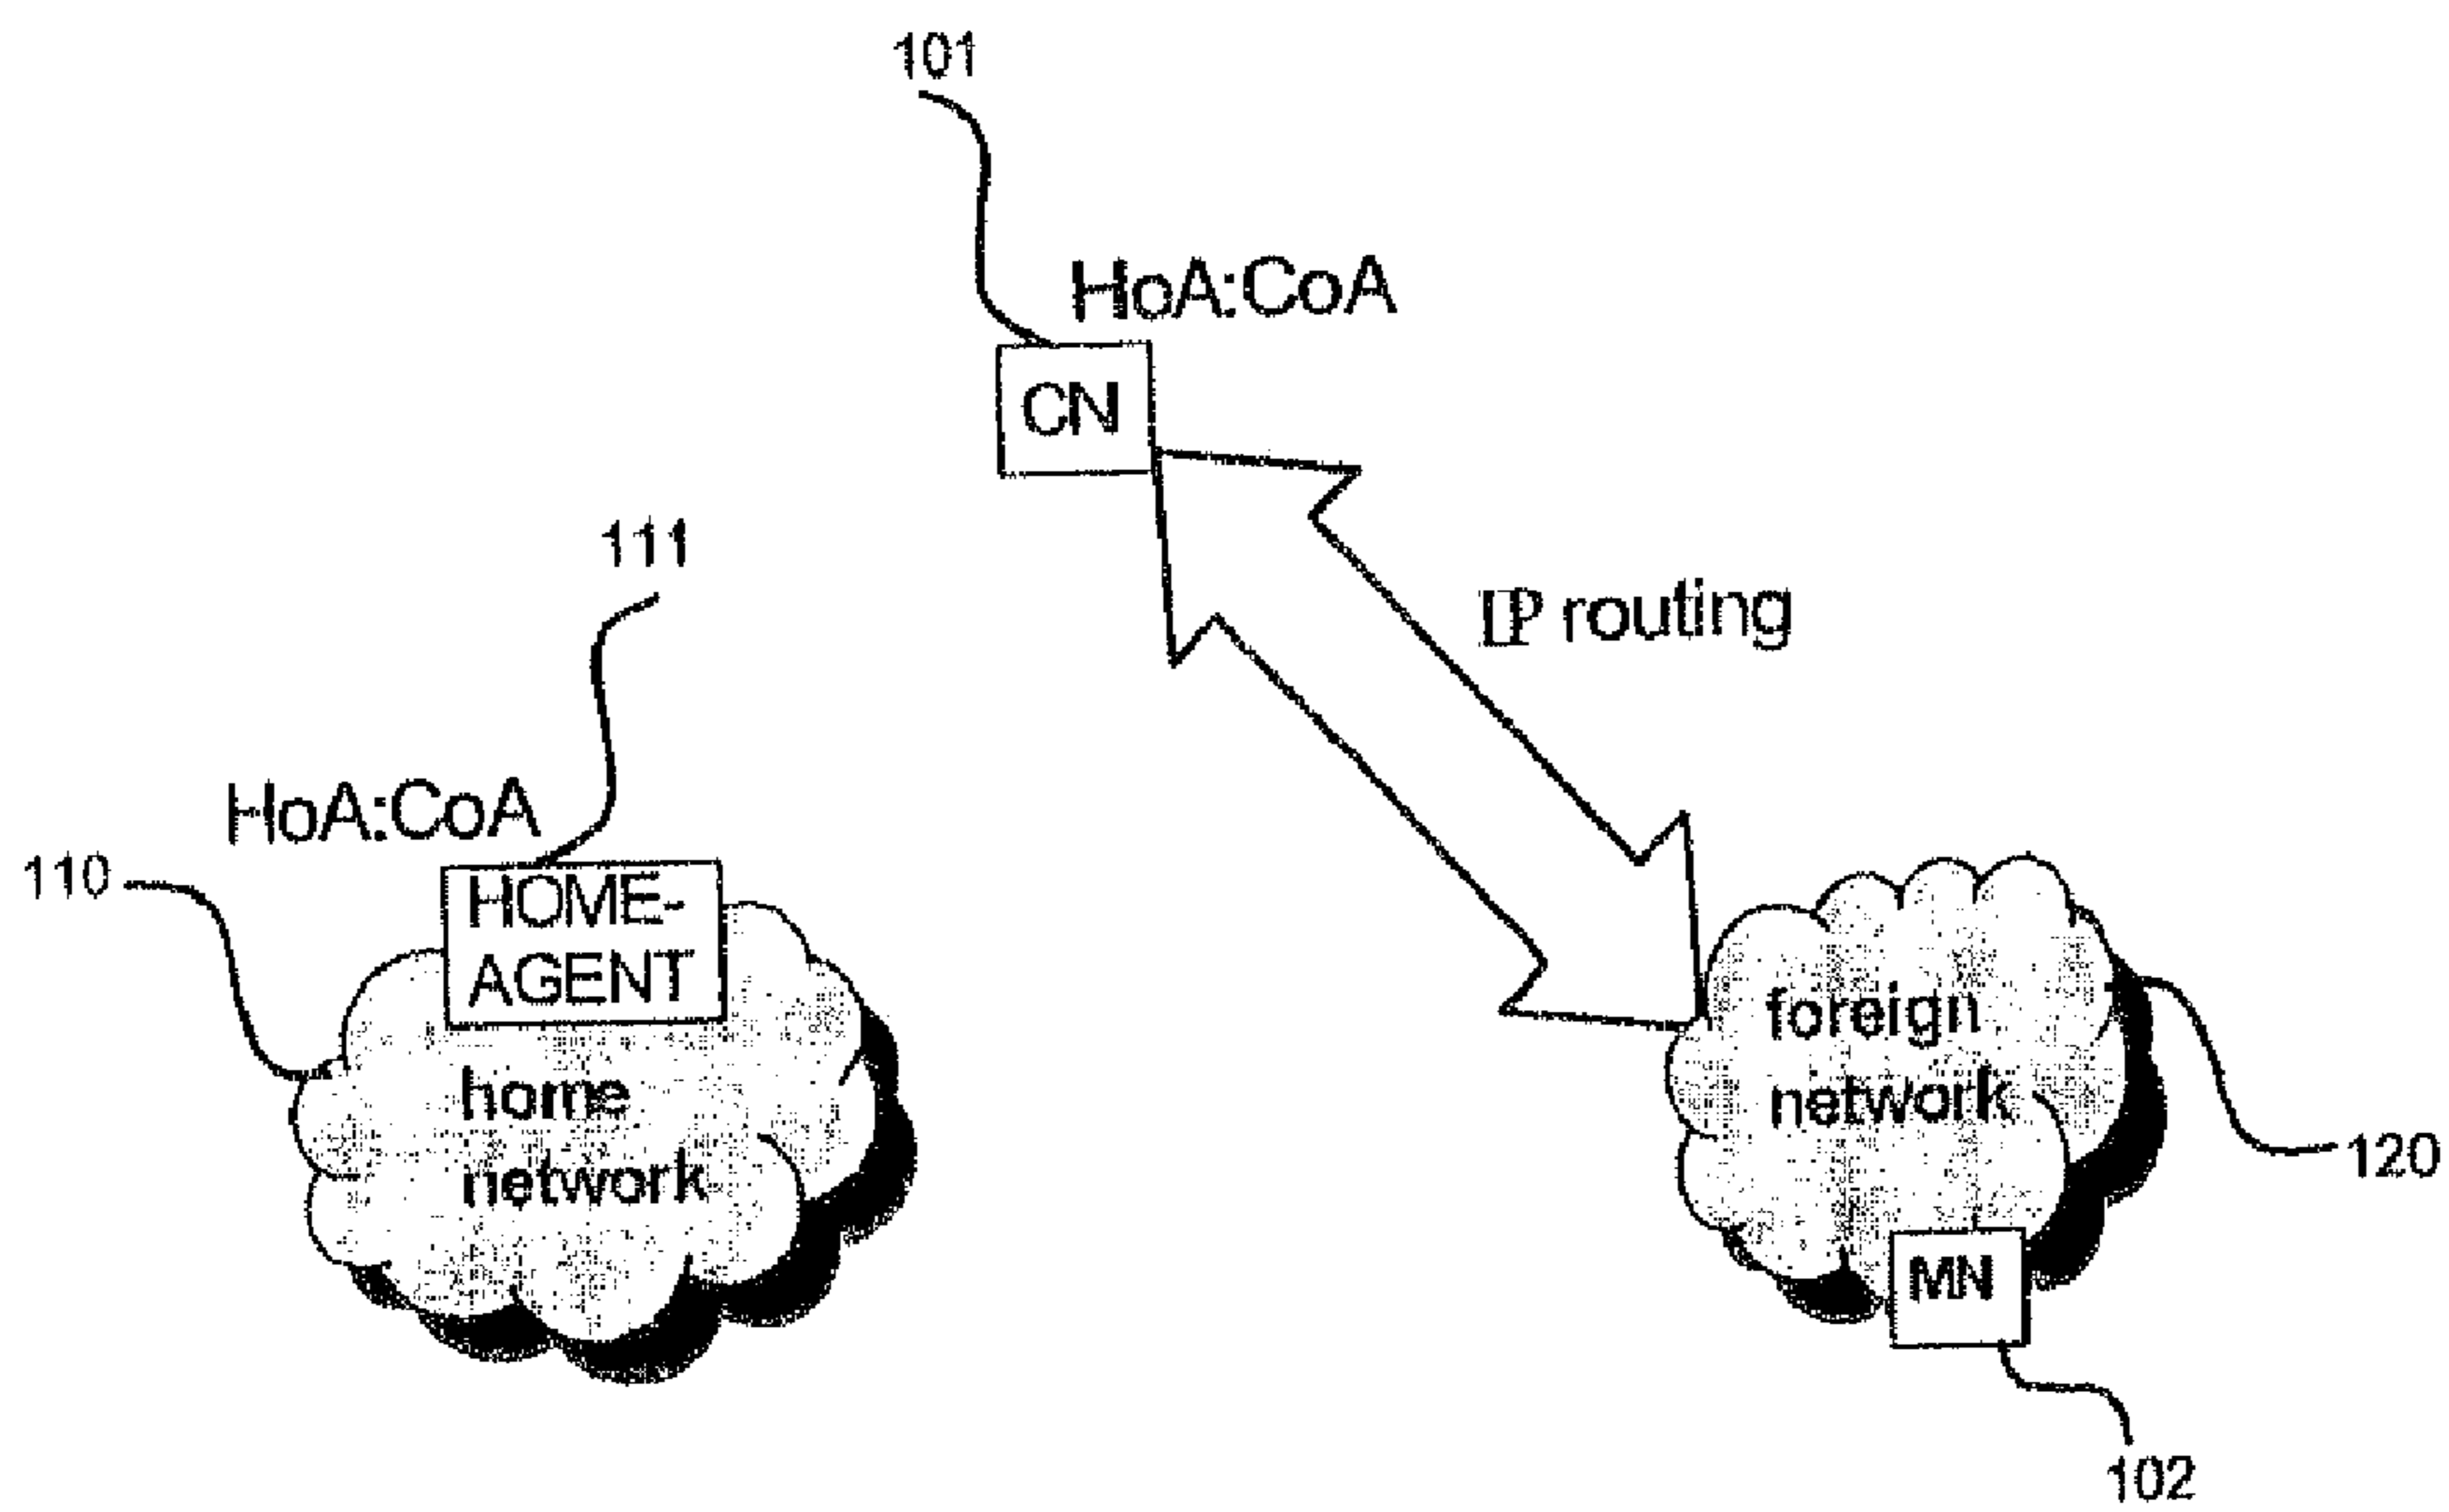 101
HoA:CoA
CN
111
IP routing
HoA:CoA
110
HOME-
AGENT
home
network
foreign
network
120
MN
102